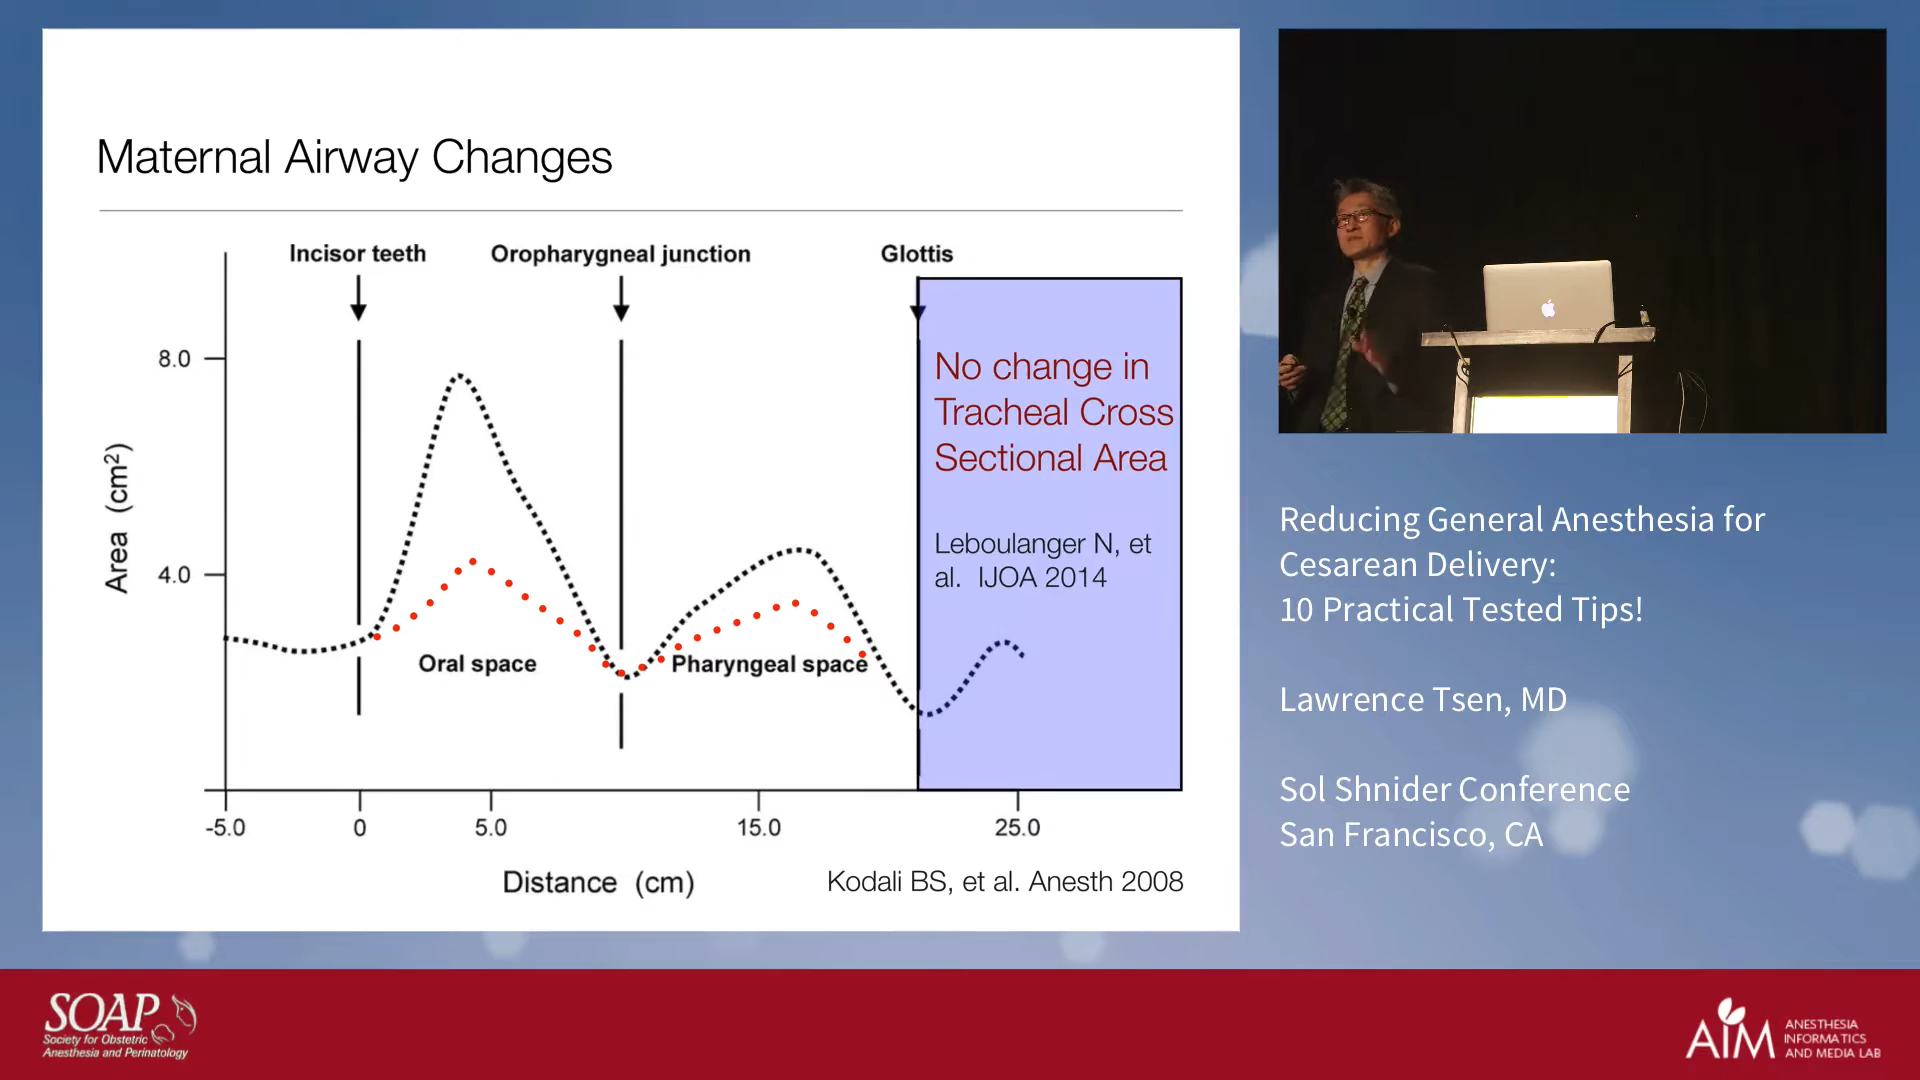 Maternal Airway Changes
Incisor teeth
Oropharygneal junction
Glottis
8.0
4.0
Area (cm²)
No change in
Tracheal Cross
Sectional Area
Leboulanger N, et
al. IJOA 2014
Oral space
Pharyngeal space
-5.0
0
5.0
15.0
25.0
Distance (cm)
Kodali BS, et al. Anesth 2008
Reducing General Anesthesia for
Cesarean Delivery:
10 Practical Tested Tips!
Lawrence Tsen, MD
Sol Shnider Conference
San Francisco, CA
SOAP
Society for Obstetric
Anesthesia and Perinatology
AIM
ANESTHESIA
INFORMATICS
AND MEDIA LAB